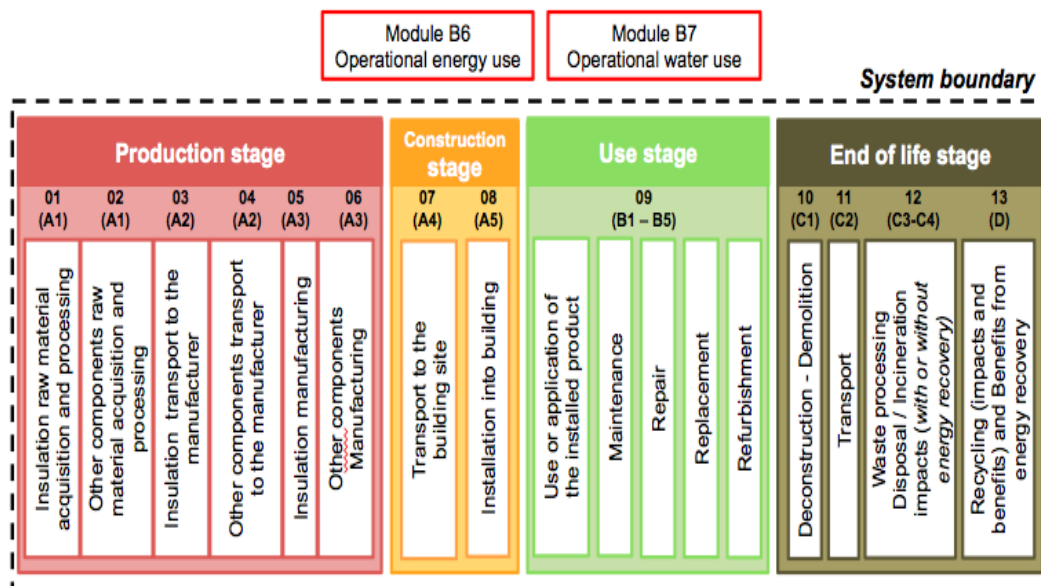 Module B6
Operational energy use
Module B7
Operational water use
System boundary
Production stage
01
(A1)
02
(A1)
03
(A2)
04
(A2)
05
(A3)
06
(A3)
Insulation raw material
acquisition and processing
Other components raw
material acquisition and
processing
Insulation transport to the
manufacturer
Other components transport
to the manufacturer
Insulation manufacturing
Other components
Manufacturing
Construction
stage
07
(A4)
08
(A5)
Transport to the
building site
Installation into building
Use stage
09
(B1 – B5)
Use or application of
the installed product
Maintenance
Repair
Replacement
Refurbishment
End of life stage
10
(C1)
11
(C2)
12
(C3-C4)
13
(D)
Deconstruction - Demolition
Transport
Waste processing
Disposal / Incineration
impacts (with or without
energy recovery)
Recycling (impacts and
benefits) and Benefits from
energy recovery